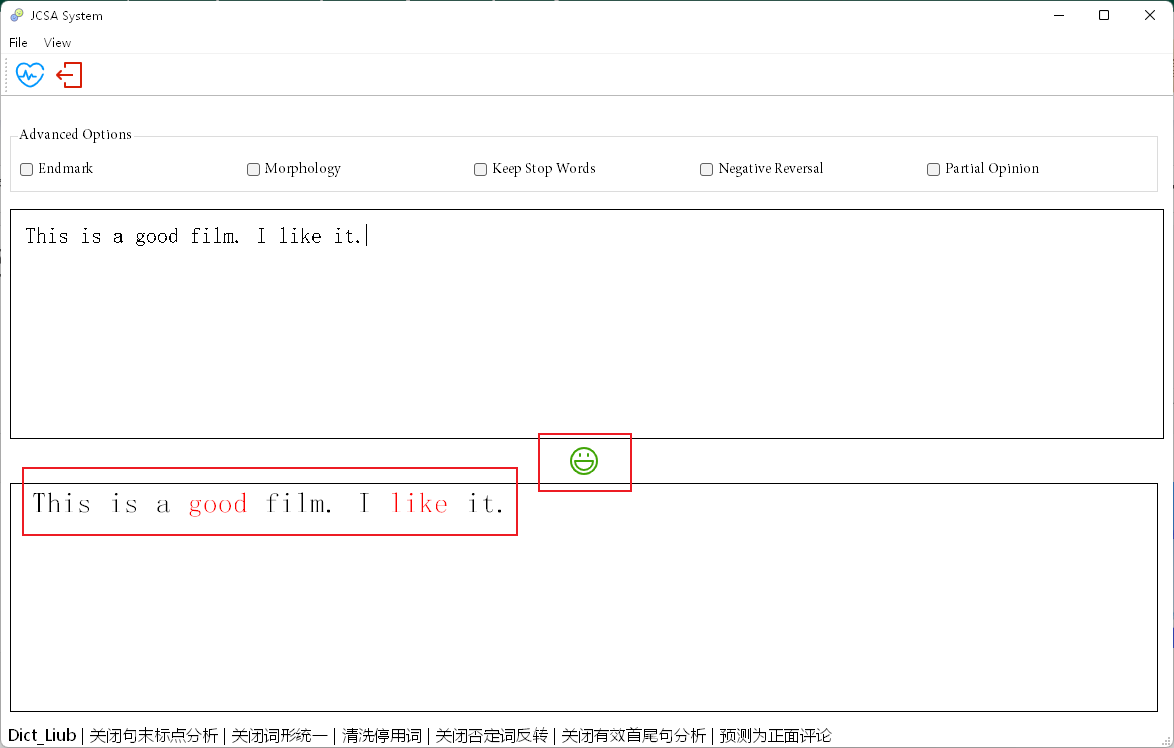 JCSA System
File View
Advanced Options
Endmark Morphology Keep Stop Words Negative Reversal Partial Opinion
This is a good film. I like it.
This is a good film. I like it.
Dict_Liub | 关闭句末标点分析 | 关闭词形统一 | 清洗停用词 | 关闭否定词反转 | 关闭有效首尾句分析 | 预测为正面评论